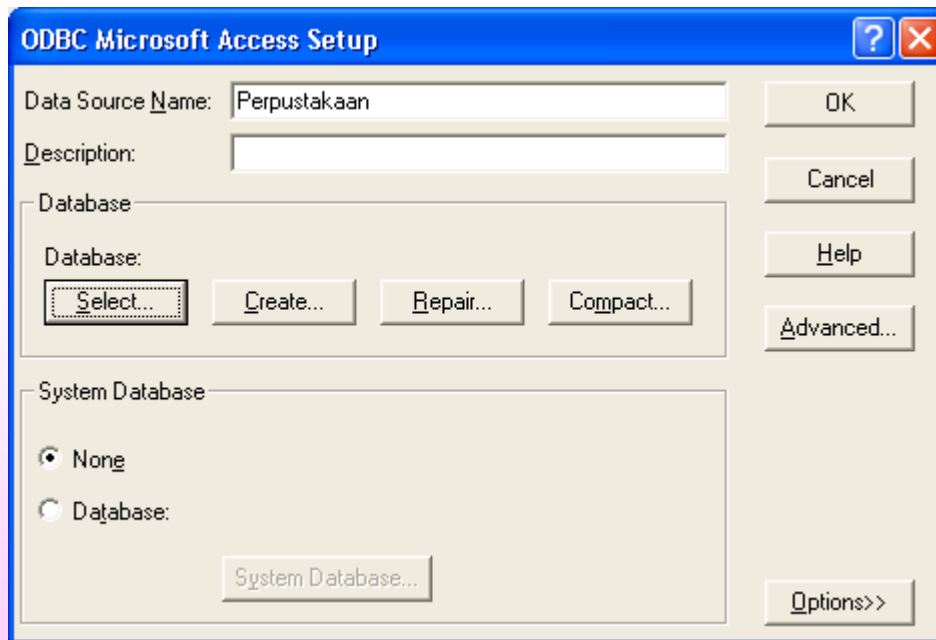 ODBC Microsoft Access Setup
Data Source Name: Perpustakaan
OK
Description:
Cancel
Database
Database:
Help
Select... Create... Repair... Compact...
Advanced...
System Database
None
Database:
System Database...
Options>>